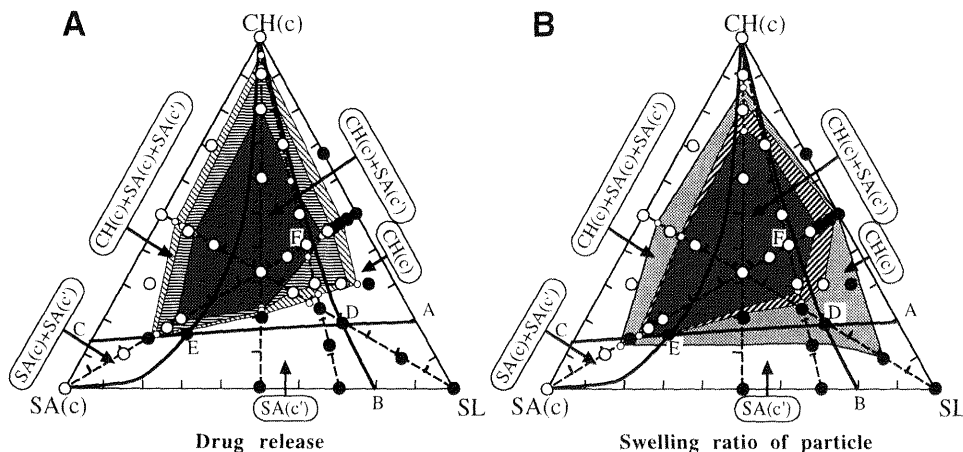 A
CH(c)
CH(c)+SA(c)+SA(c')
CH(c)+SA(c')
CH(c)
SA(c)+SA(c')
F
A
C
D
E
B
SA(c)
SA(c')
SL
Drug release
B
CH(c)
CH(c)+SA(c)+SA(c')
CH(c)+SA(c')
CH(c)
SA(c)+SA(c')
F
A
C
D
E
B
SA(c)
SA(c')
SL
Swelling ratio of particle